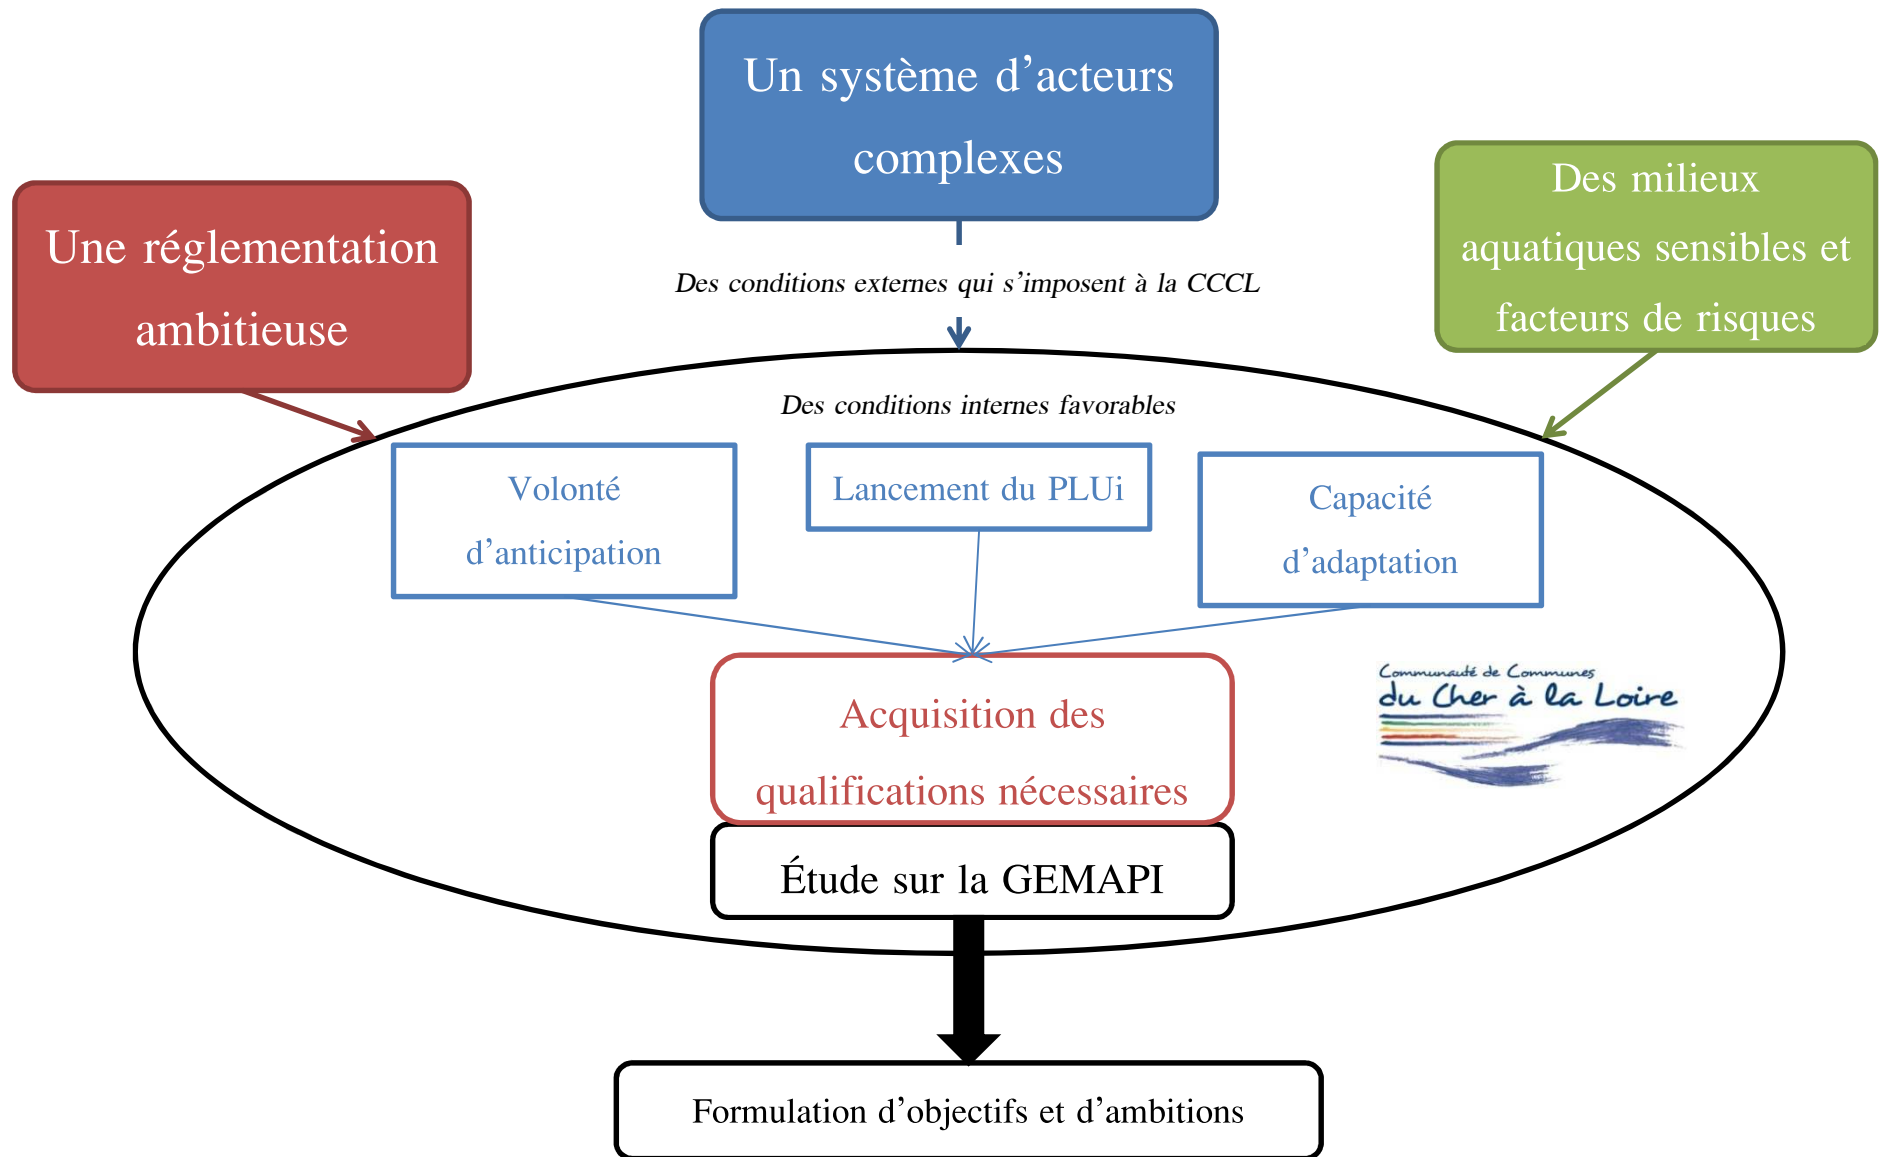 Un système d’acteurs
complexes
Une réglementation
ambitieuse
Des milieux
aquatiques sensibles et
facteurs de risques
Des conditions externes qui s’imposent à la CCCL
Des conditions internes favorables
Volonté
d’anticipation
Lancement du PLUi
Capacité
d’adaptation
Acquisition des
qualifications nécessaires
Communauté de Communes
du Cher à la Loire
Étude sur la GEMAPI
Formulation d’objectifs et d’ambitions